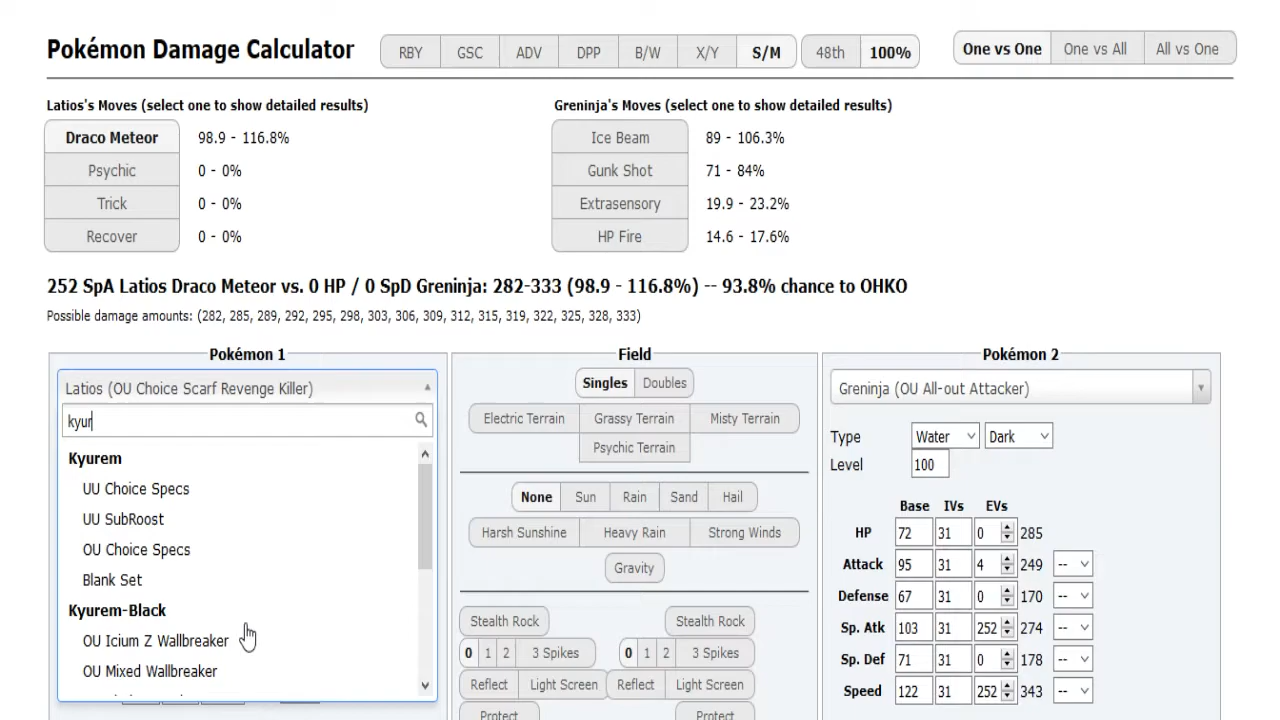 Pokémon Damage Calculator RBY GSC ADV DPP B/W X/Y S/M 48th 100% One vs One One vs All All vs One
Latios's Moves (select one to show detailed results)
Draco Meteor 98.9 - 116.8%
Psychic 0 - 0%
Trick 0 - 0%
Recover 0 - 0%
Greninja's Moves (select one to show detailed results)
Ice Beam 89 - 106.3%
Gunk Shot 71 - 84%
Extrasensory 19.9 - 23.2%
HP Fire 14.6 - 17.6%
252 SpA Latios Draco Meteor vs. 0 HP / 0 SpD Greninja: 282-333 (98.9 - 116.8%) -- 93.8% chance to OHKO
Possible damage amounts: (282, 285, 289, 292, 295, 298, 303, 306, 309, 312, 315, 319, 322, 325, 328, 333)
Pokémon 1
Latios (OU Choice Scarf Revenge Killer)
kyur
Kyurem
UU Choice Specs
UU SubRoost
OU Choice Specs
Blank Set
Kyurem-Black
OU Icium Z Wallbreaker
OU Mixed Wallbreaker
Field
Singles Doubles
Electric Terrain Grassy Terrain Misty Terrain
Psychic Terrain
None Sun Rain Sand Hail
Harsh Sunshine Heavy Rain Strong Winds
Gravity
Stealth Rock Stealth Rock
0 1 2 3 Spikes 0 1 2 3 Spikes
Reflect Light Screen Reflect Light Screen
Protect Protect
Pokémon 2
Greninja (OU All-out Attacker)
Type Water Dark
Level 100
Base IVs EVs
HP 72 31 0 285
Attack 95 31 4 249 --
Defense 67 31 0 170 --
Sp. Atk 103 31 252 274 --
Sp. Def 71 31 0 178 --
Speed 122 31 252 343 --